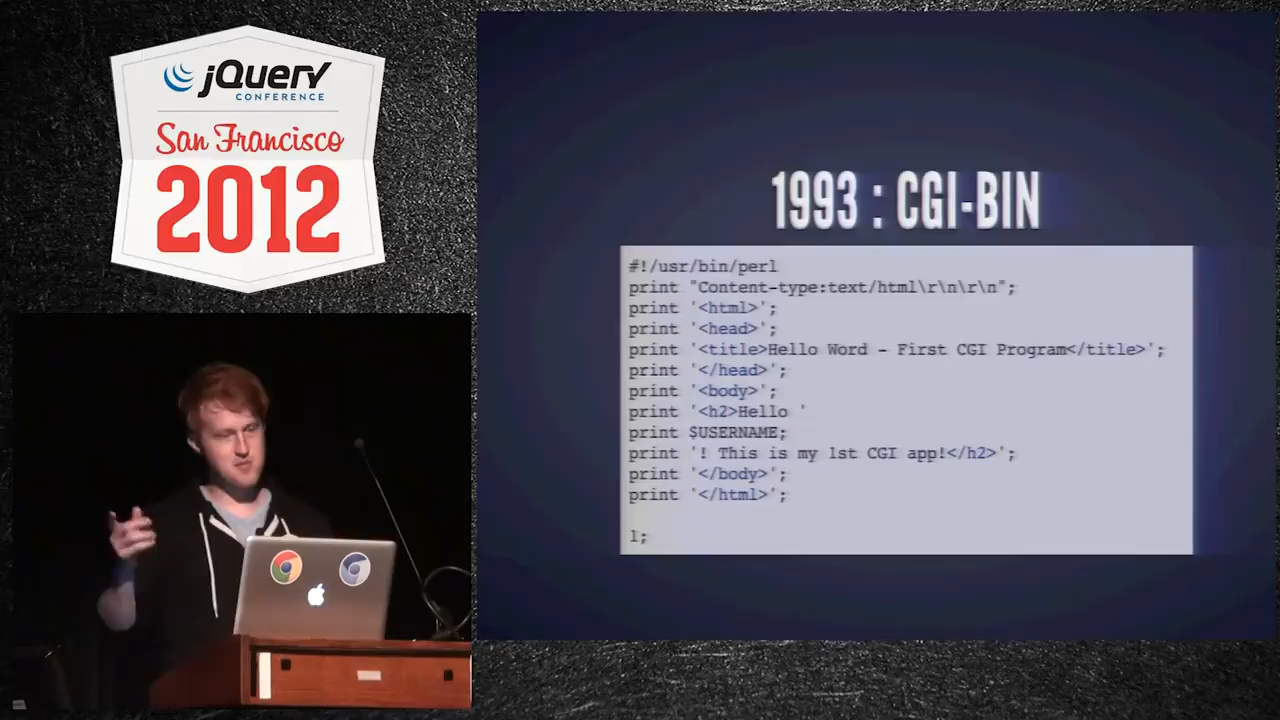 jQuery
CONFERENCE
San Francisco
2012
1993 : CGI-BIN
#!/usr/bin/perl
print "Content-type:text/html\r\n\r\n";
print '<html>';
print '<head>';
print '<title>Hello Word - First CGI Program</title>';
print '</head>';
print '<body>';
print '<h2>Hello '
print $USERNAME;
print '! This is my 1st CGI app!</h2>';
print '</body>';
print '</html>';
1;